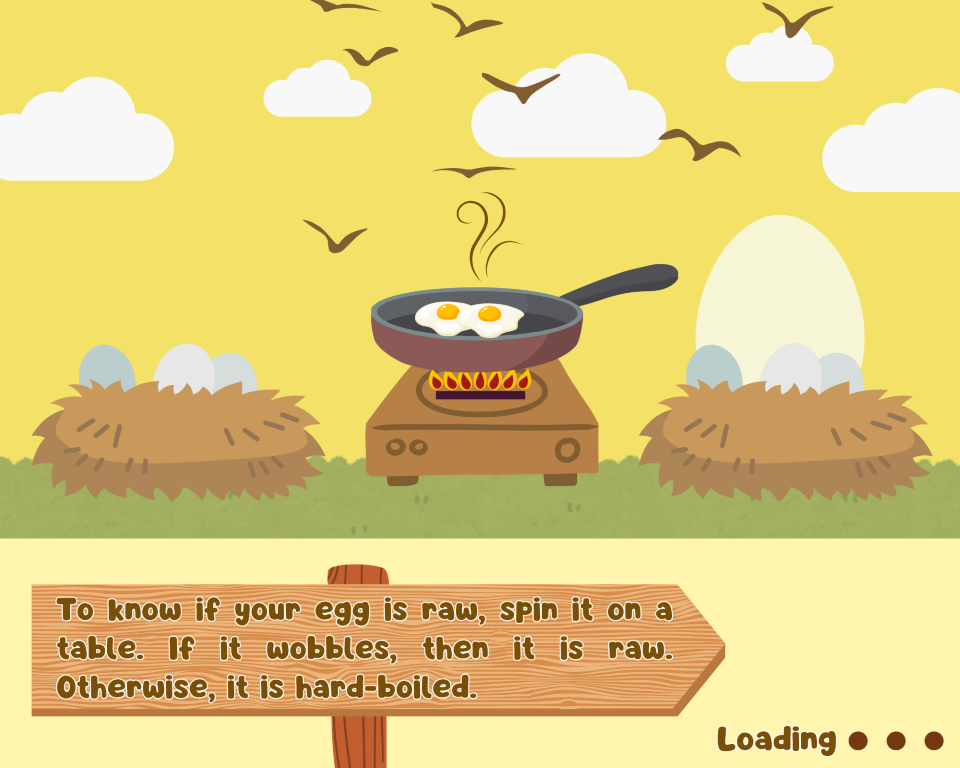 To know if your egg is raw, spin it on a
table. If it wobbles, then it is raw.
Otherwise, it is hard-boiled.
Loading • • •